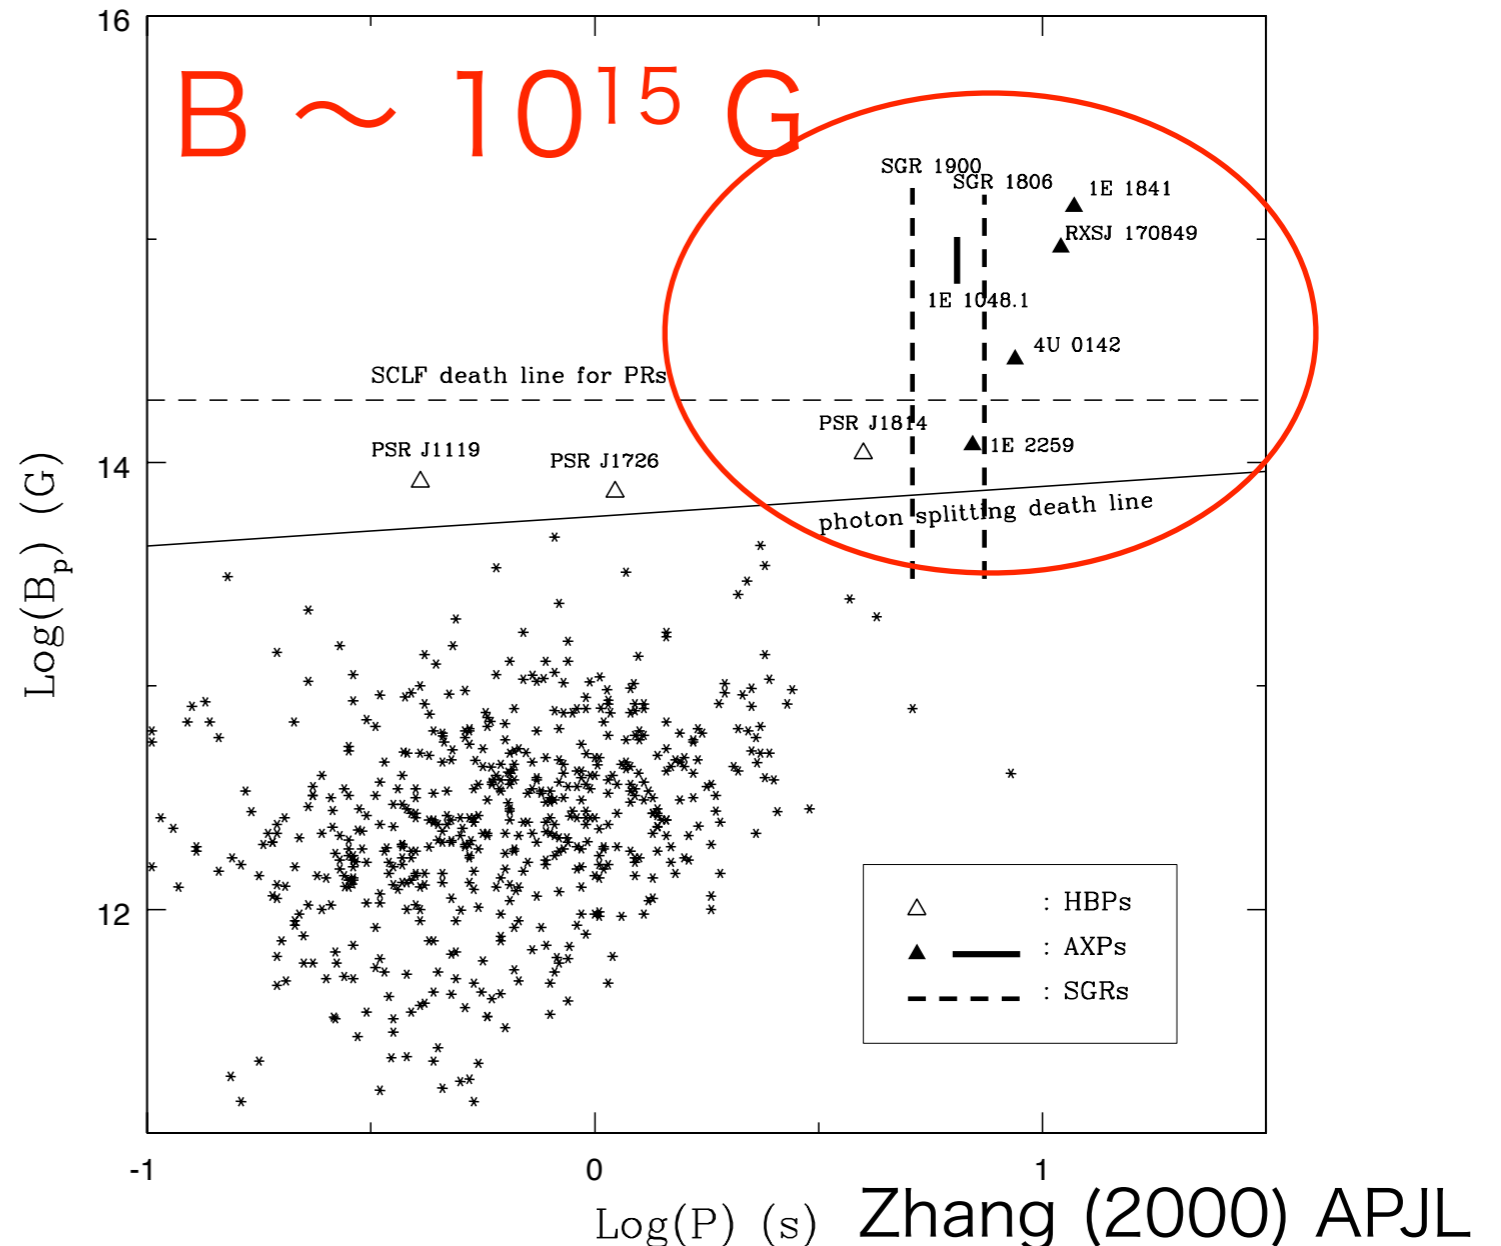 16
B ～ 10¹⁵ G
SGR 1900
SGR 1806
1E 1841
RXSJ 170849
1E 1048.1
4U 0142
SCLF death line for PRs
PSR J1814
PSR J1119
PSR J1726
1E 2259
14
photon splitting death line
Log(Bp) (G)
: HBPs
12
: AXPs
: SGRs
-1
0
1
Log(P) (s)
Zhang (2000) APJL